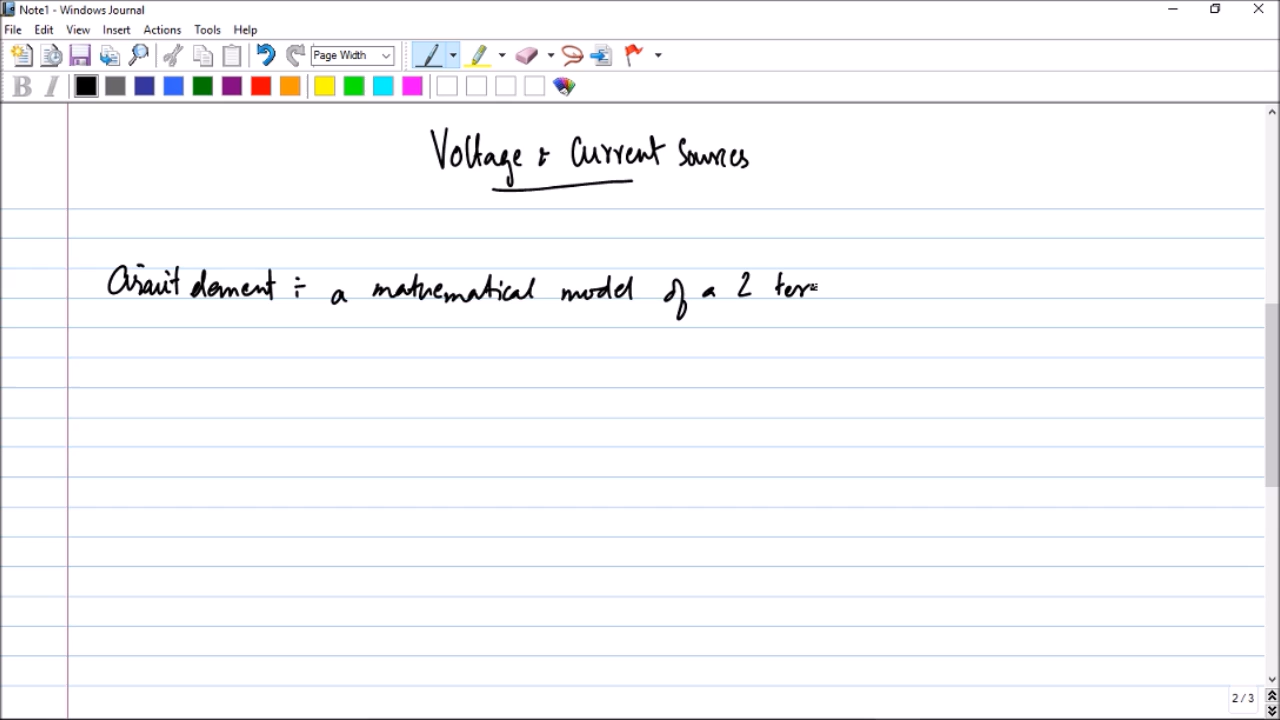 Note1 - Windows Journal
File Edit View Insert Actions Tools Help
Page Width
B I
Voltage & Current Sources
Circuit element ÷ a mathematical model of a 2 ter
2 / 3